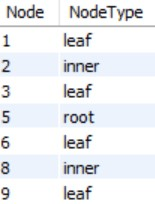 Node NodeType
1 leaf
2 inner
3 leaf
5 root
6 leaf
8 inner
9 leaf